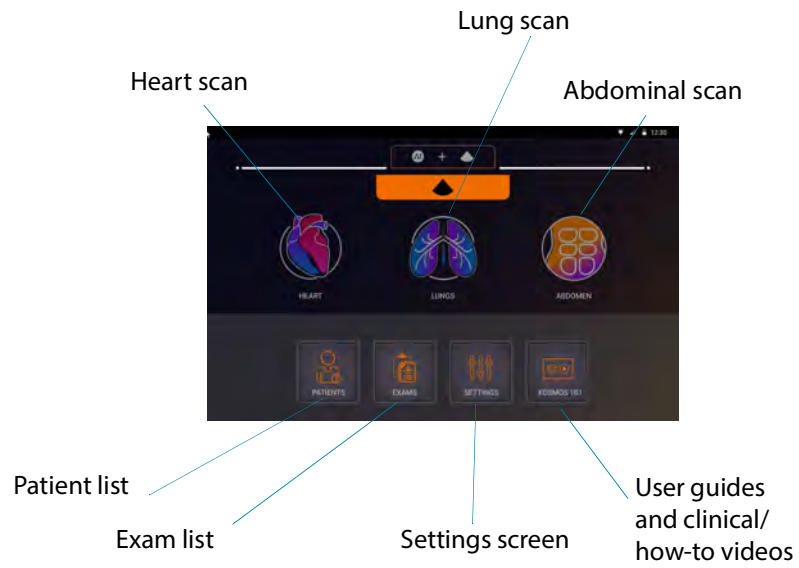 Lung scan
Heart scan
Abdominal scan
12:30
AI +
HEART
LUNGS
ABDOMEN
PATIENTS
EXAMS
SETTINGS
KOSMOS 101
Patient list
Exam list
Settings screen
User guides
and clinical/
how-to videos